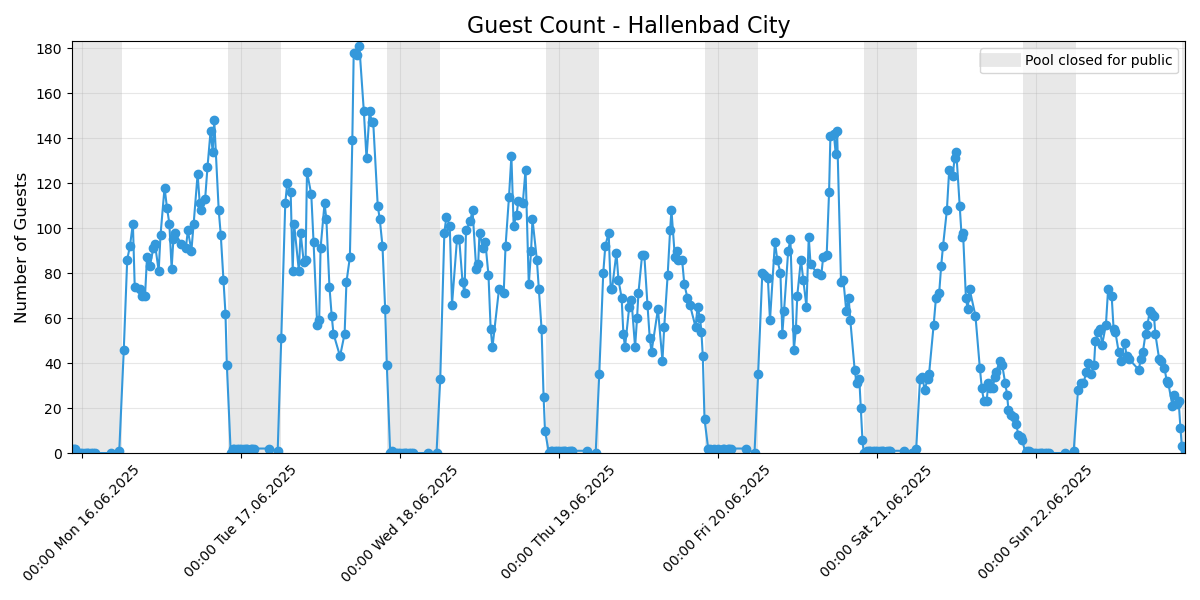 Guest Count - Hallenbad City
Pool closed for public
Number of Guests
180
160
140
120
100
80
60
40
20
0
00:00 Mon 16.06.2025
00:00 Tue 17.06.2025
00:00 Wed 18.06.2025
00:00 Thu 19.06.2025
00:00 Fri 20.06.2025
00:00 Sat 21.06.2025
00:00 Sun 22.06.2025